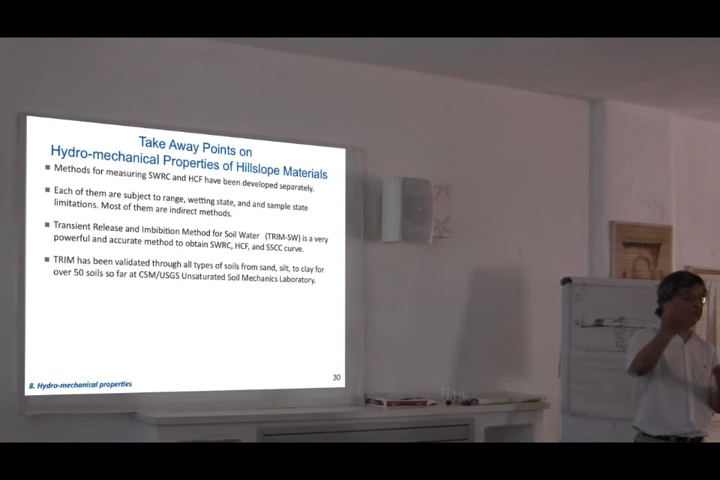 Take Away Points on
Hydro-mechanical Properties of Hillslope Materials
Methods for measuring SWRC and HCF have been developed separately.
Each of them are subject to range, wetting state, and and sample state
limitations. Most of them are indirect methods.
Transient Release and Imbibition Method for Soil Water (TRIM-SW) is a very
powerful and accurate method to obtain SWRC, HCF, and SSCC curve.
TRIM has been validated through all types of soils from sand, silt, to clay for
over 50 soils so far at CSM/USGS Unsaturated Soil Mechanics Laboratory.
8. Hydro-mechanical properties
30